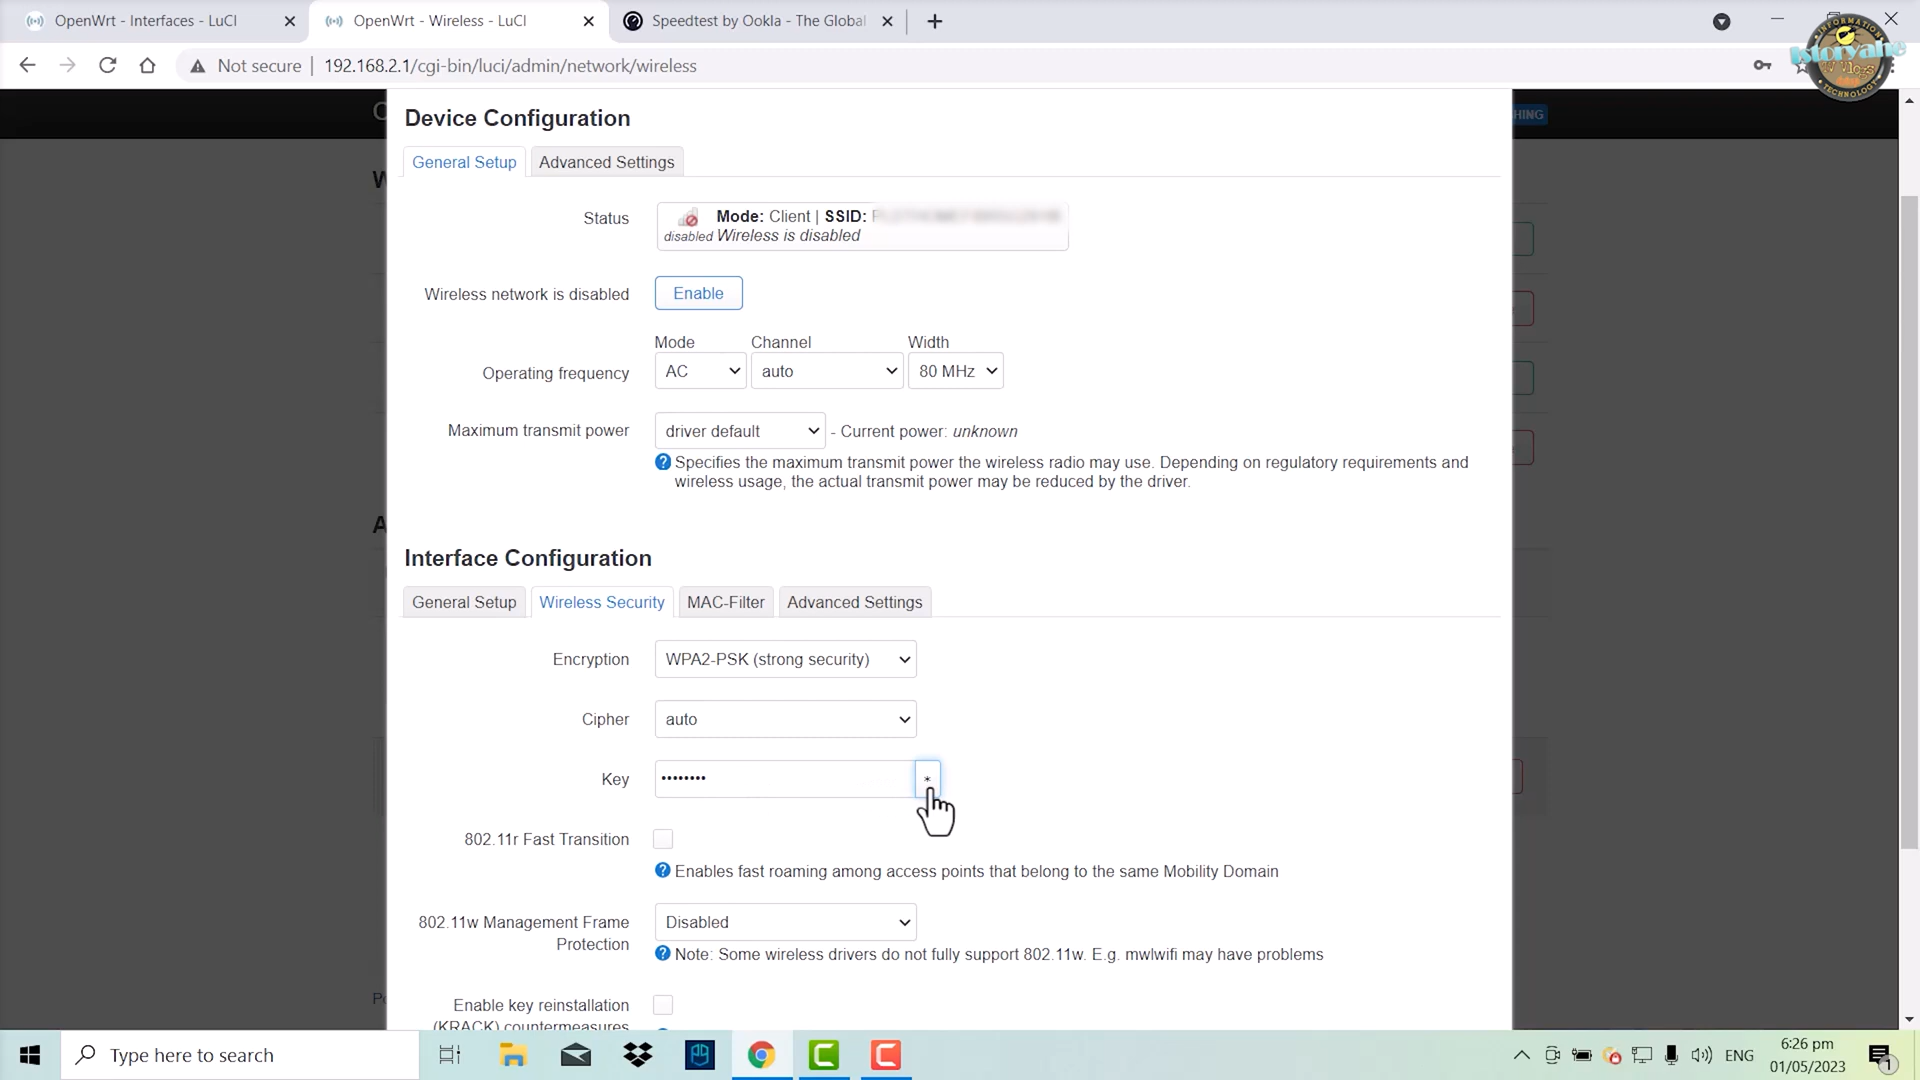 OpenWrt - Interfaces - LuCI
OpenWrt - Wireless - LuCI
Speedtest by Ookla - The Global
Not secure
192.168.2.1/cgi-bin/luci/admin/network/wireless
INFORMATION
Istoryahe
TV Vlogs
TECHNOLOGY
HING
Device Configuration
General Setup
Advanced Settings
Status
Mode: Client | SSID:
disabled Wireless is disabled
Wireless network is disabled
Enable
Mode
Channel
Width
Operating frequency
AC
auto
80 MHz
Maximum transmit power
driver default
- Current power: unknown
Specifies the maximum transmit power the wireless radio may use. Depending on regulatory requirements and
wireless usage, the actual transmit power may be reduced by the driver.
Interface Configuration
General Setup
Wireless Security
MAC-Filter
Advanced Settings
Encryption
WPA2-PSK (strong security)
Cipher
auto
Key
••••••••
*
802.11r Fast Transition
Enables fast roaming among access points that belong to the same Mobility Domain
802.11w Management Frame
Protection
Disabled
Note: Some wireless drivers do not fully support 802.11w. E.g. mwlwifi may have problems
Enable key reinstallation
(KRACK) countermeasures
Type here to search
ENG
6:26 pm
01/05/2023
1